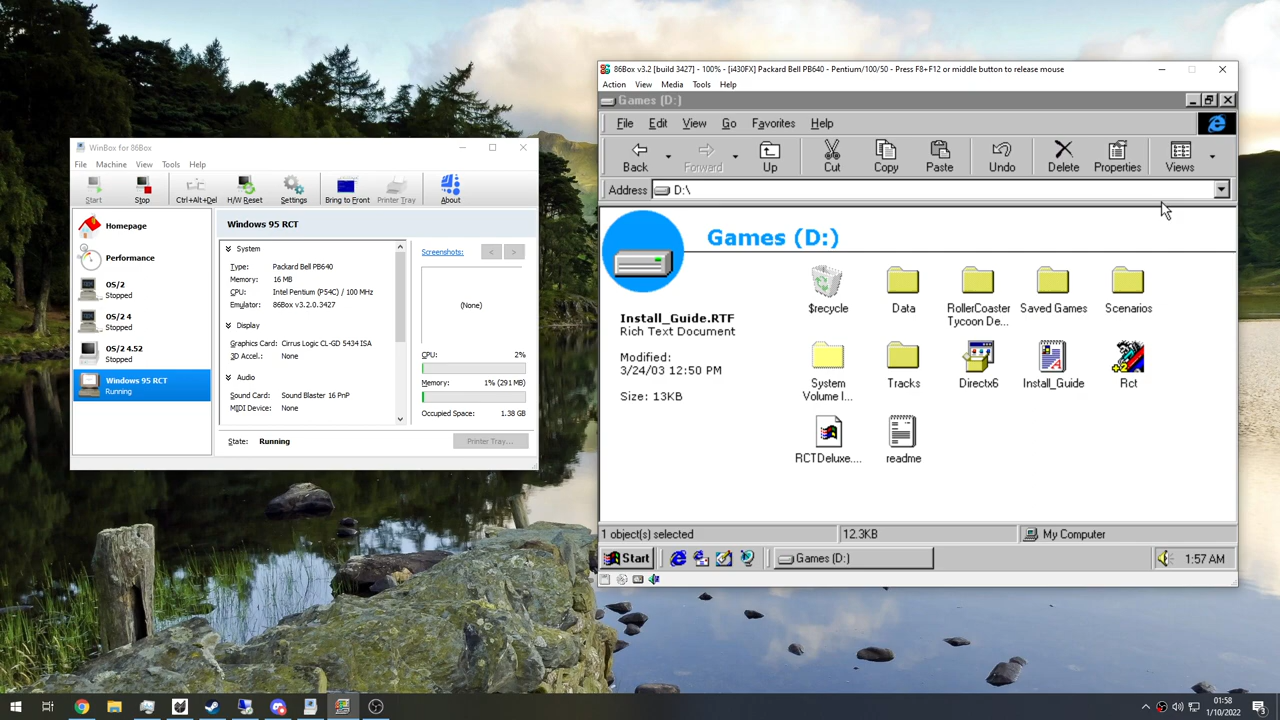 WinBox for 86Box
File Machine View Tools Help
Start Stop Ctrl+Alt+Del H/W Reset Settings Bring to Front Printer Tray About
Homepage
Performance
OS/2
Stopped
OS/2 4
Stopped
OS/2 4.52
Stopped
Windows 95 RCT
Running
Windows 95 RCT
System
Type: Packard Bell PB640
Memory: 16 MB
CPU: Intel Pentium (P54C) / 100 MHz
Emulator: 86Box v3.2.0.3427
Display
Graphics Card: Cirrus Logic CL-GD 5434 ISA
3D Accel.: None
Audio
Sound Card: Sound Blaster 16 PnP
MIDI Device: None
Screenshots: < >
(None)
CPU: 2%
Memory: 1% (291 MB)
Occupied Space: 1.38 GB
State: Running
Printer Tray...
86Box v3.2 [build 3427] - 100% - [i430FX] Packard Bell PB640 - Pentium/100/50 - Press F8+F12 or middle button to release mouse
Action View Media Tools Help
Games (D:)
File Edit View Go Favorites Help
Back Forward Up Cut Copy Paste Undo Delete Properties Views
Address D:\
Games (D:)
Install_Guide.RTF
Rich Text Document
Modified:
3/24/03 12:50 PM
Size: 13KB
$recycle
Data
RollerCoaster
Tycoon De...
Saved Games
Scenarios
System
Volume I...
Tracks
Directx6
Install_Guide
+2
Rct
RCTDeluxe....
readme
1 object(s) selected 12.3KB My Computer
Start Games (D:) 1:57 AM
01:58
1/10/2022
3